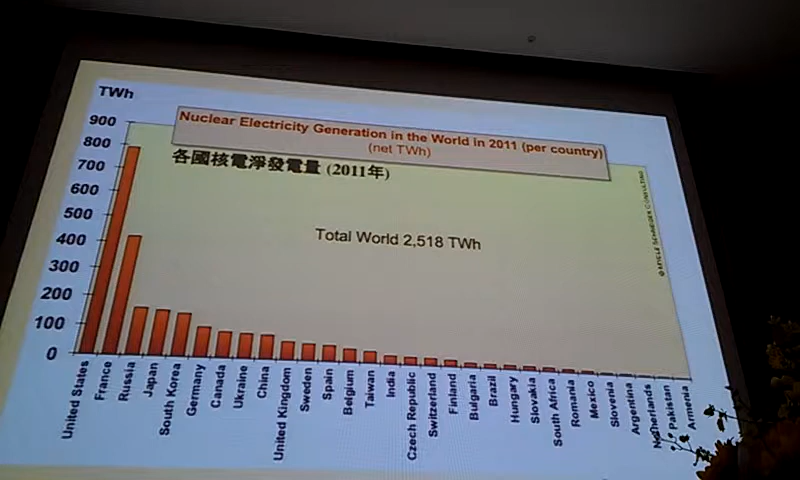 TWh
Nuclear Electricity Generation in the World in 2011 (per country)
(net TWh)
各國核電淨發電量 (2011年)
Total World 2,518 TWh
900
800
700
600
500
400
300
200
100
0
United States
France
Russia
Japan
South Korea
Germany
Canada
Ukraine
China
United Kingdom
Sweden
Spain
Belgium
Taiwan
India
Czech Republic
Switzerland
Finland
Bulgaria
Brazil
Hungary
Slovakia
South Africa
Romania
Mexico
Slovenia
Argentina
Netherlands
Pakistan
Armenia